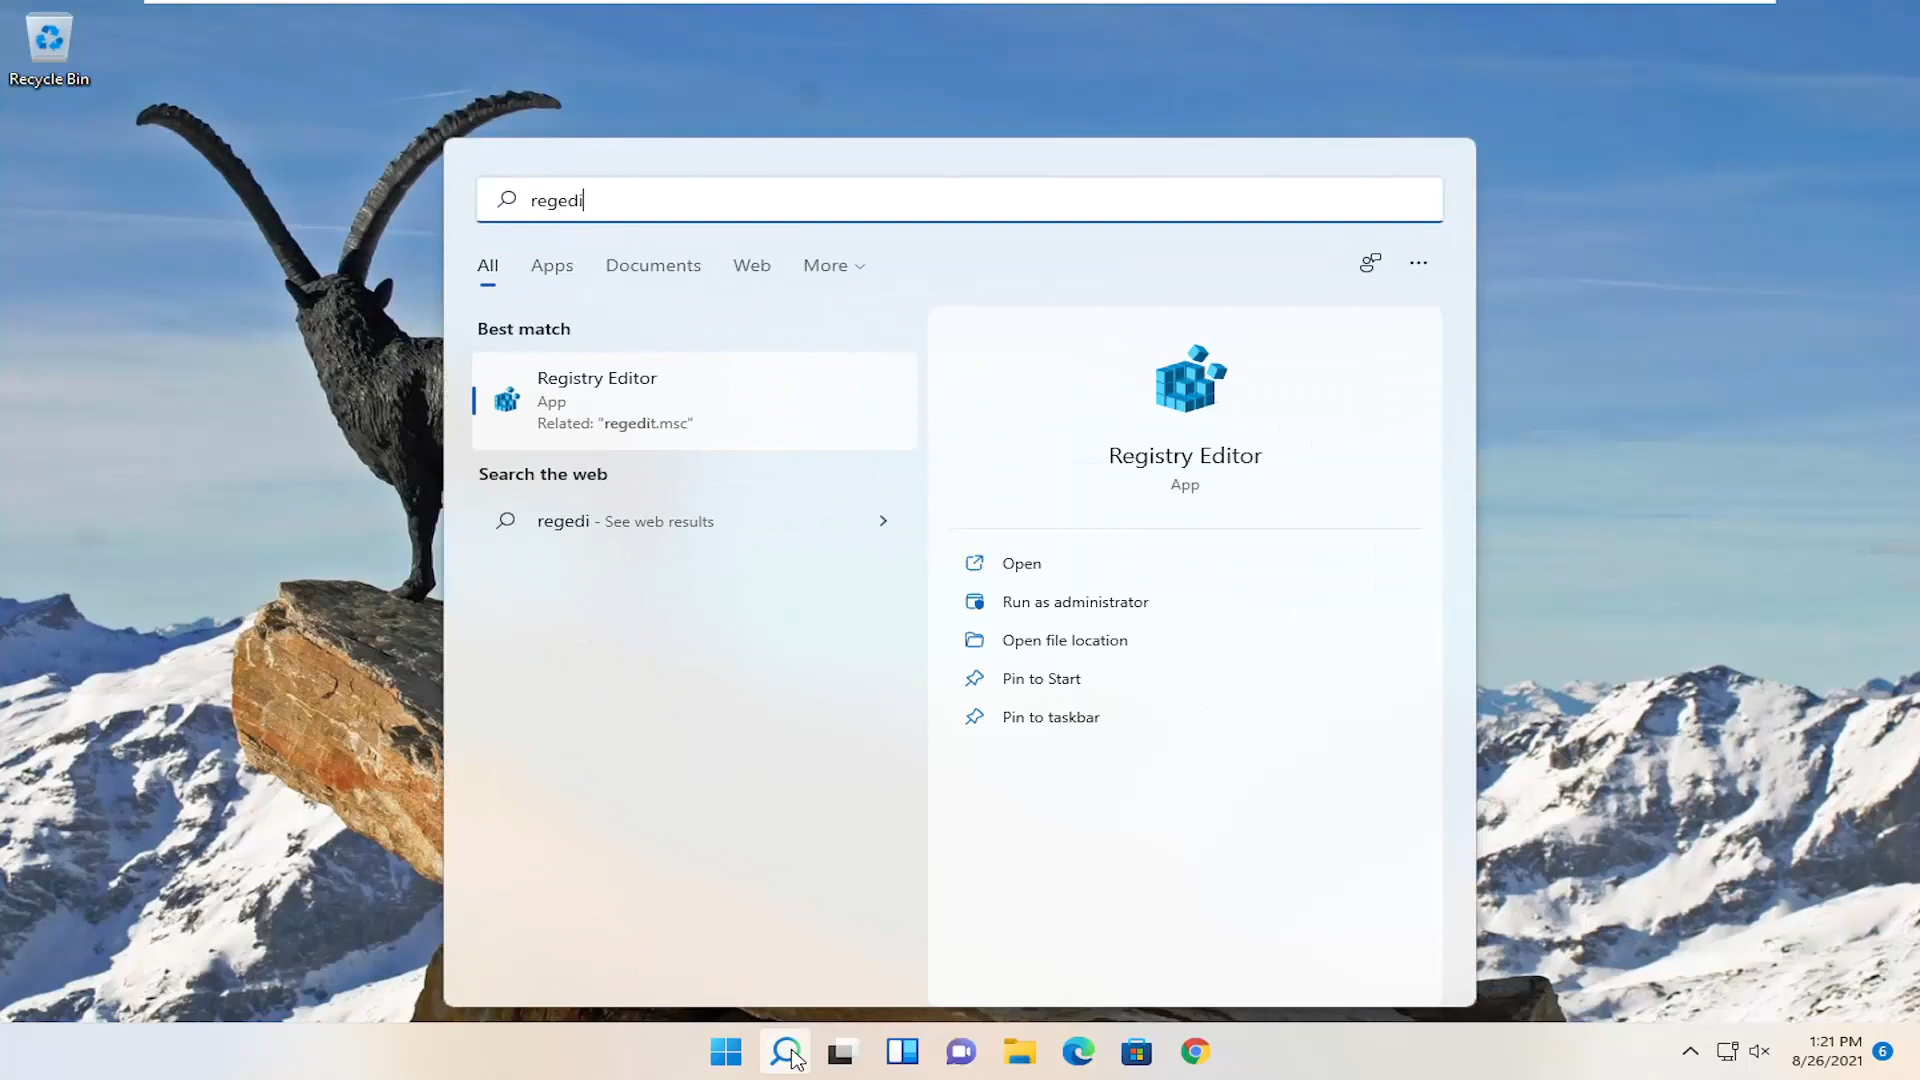 Recycle Bin
regedi
All Apps Documents Web More
Best match
Registry Editor
App
Related: "regedit.msc"
Search the web
regedi - See web results
Registry Editor
App
Open
Run as administrator
Open file location
Pin to Start
Pin to taskbar
1:21 PM
8/26/2021
6